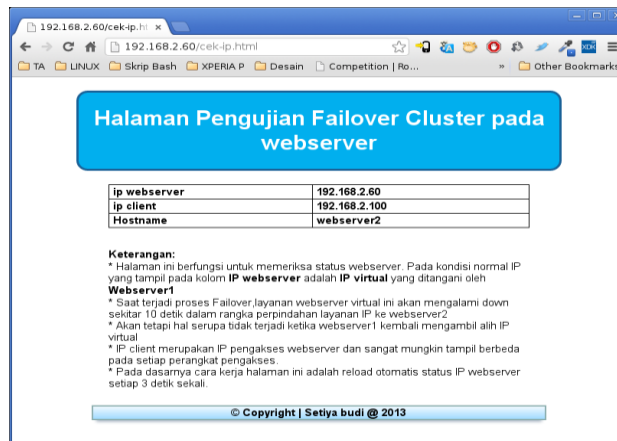 192.168.2.60/cek-ip.ht
192.168.2.60/cek-ip.html
TA LINUX Skrip Bash XPERIA P Desain Competition | Ro... » Other Bookmarks
Halaman Pengujian Failover Cluster pada
webserver
ip webserver 192.168.2.60
ip client 192.168.2.100
Hostname webserver2
Keterangan:
* Halaman ini berfungsi untuk memeriksa status webserver. Pada kondisi normal IP
yang tampil pada kolom IP webserver adalah IP virtual yang ditangani oleh
Webserver1
* Saat terjadi proses Failover,layanan webserver virtual ini akan mengalami down
sekitar 10 detik dalam rangka perpindahan layanan IP ke webserver2
* Akan tetapi hal serupa tidak terjadi ketika webserver1 kembali mengambil alih IP
virtual
* IP client merupakan IP pengakses webserver dan sangat mungkin tampil berbeda
pada setiap perangkat pengakses.
* Pada dasarnya cara kerja halaman ini adalah reload otomatis status IP webserver
setiap 3 detik sekali.
© Copyright | Setiya budi @ 2013